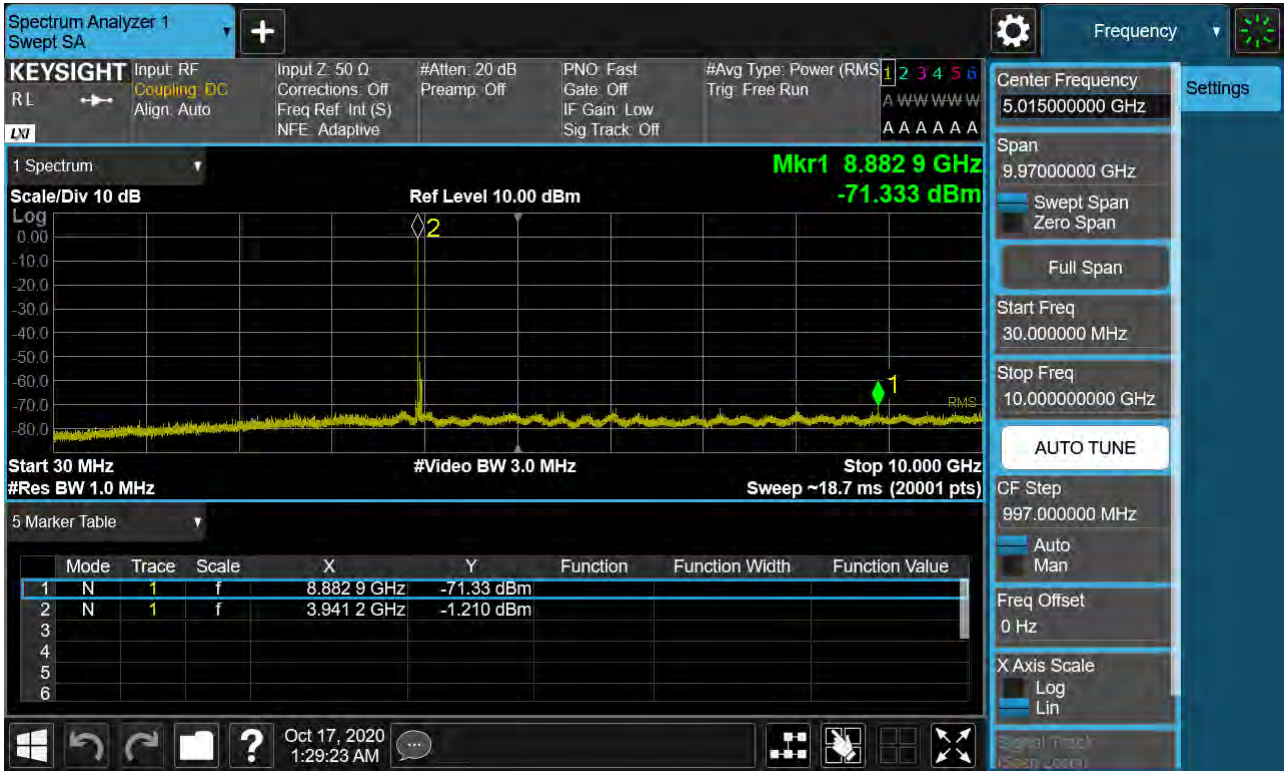 Spectrum Analyzer 1
Swept SA
+
Frequency
KEYSIGHT
R L
LXI
Input: RF
Coupling: DC
Align: Auto
Input Z: 50 Ω
Corrections: Off
Freq Ref: Int (S)
NFE: Adaptive
#Atten: 20 dB
Preamp: Off
PNO: Fast
Gate: Off
IF Gain: Low
Sig Track: Off
#Avg Type: Power (RMS
Trig: Free Run
1 2 3 4 5 6
A W W W W W
A A A A A A
Center Frequency
5.015000000 GHz
Settings
1 Spectrum
Mkr1 8.882 9 GHz
-71.333 dBm
Scale/Div 10 dB
Ref Level 10.00 dBm
Log
0.00
-10.0
-20.0
-30.0
-40.0
-50.0
-60.0
-70.0
-80.0
2
1
RMS
Start 30 MHz
#Video BW 3.0 MHz
Stop 10.000 GHz
#Res BW 1.0 MHz
Sweep ~18.7 ms (20001 pts)
Span
9.97000000 GHz
Swept Span
Zero Span
Full Span
Start Freq
30.000000 MHz
Stop Freq
10.000000000 GHz
AUTO TUNE
CF Step
997.000000 MHz
Auto
Man
Freq Offset
0 Hz
X Axis Scale
Log
Lin
Signal Track
(Span Zoom)
5 Marker Table
Mode Trace Scale X Y Function Function Width Function Value
1 N 1 f 8.882 9 GHz -71.33 dBm
2 N 1 f 3.941 2 GHz -1.210 dBm
3
4
5
6
?
Oct 17, 2020
1:29:23 AM